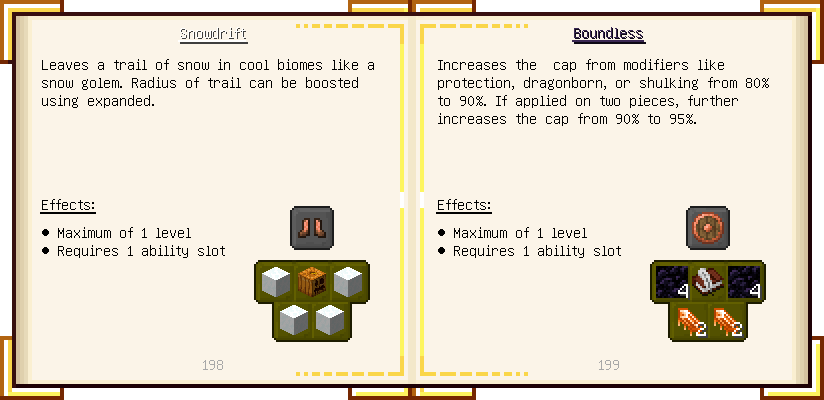 Snowdrift
Leaves a trail of snow in cool biomes like a
snow golem. Radius of trail can be boosted
using expanded.
Effects:
● Maximum of 1 level
● Requires 1 ability slot
198
Boundless
Increases the  cap from modifiers like
protection, dragonborn, or shulking from 80%
to 90%. If applied on two pieces, further
increases the cap from 90% to 95%.
Effects:
● Maximum of 1 level
● Requires 1 ability slot
4 4
2 2
199